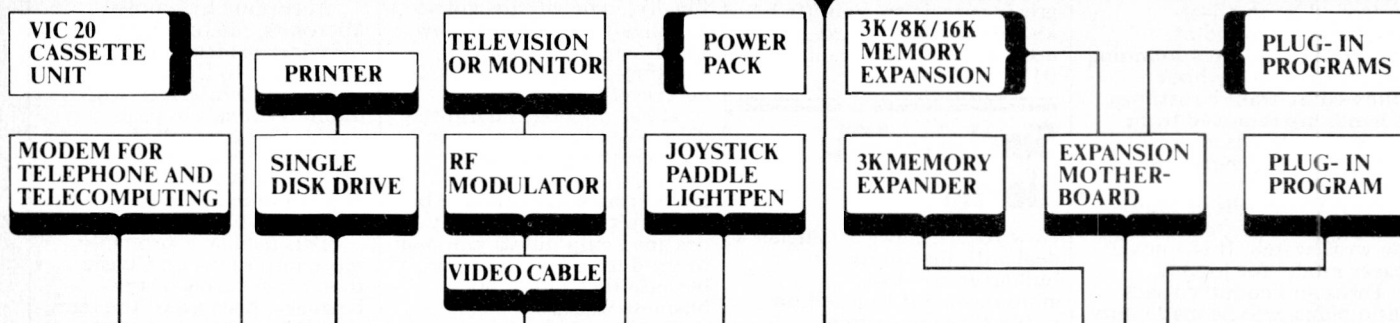 VIC 20
CASSETTE
UNIT
PRINTER
TELEVISION
OR MONITOR
POWER
PACK
3K/8K/16K
MEMORY
EXPANSION
PLUG-IN
PROGRAMS
MODEM FOR
TELEPHONE AND
TELECOMPUTING
SINGLE
DISK DRIVE
RF
MODULATOR
JOYSTICK
PADDLE
LIGHTPEN
3K MEMORY
EXPANDER
EXPANSION
MOTHER-
BOARD
PLUG-IN
PROGRAM
VIDEO CABLE